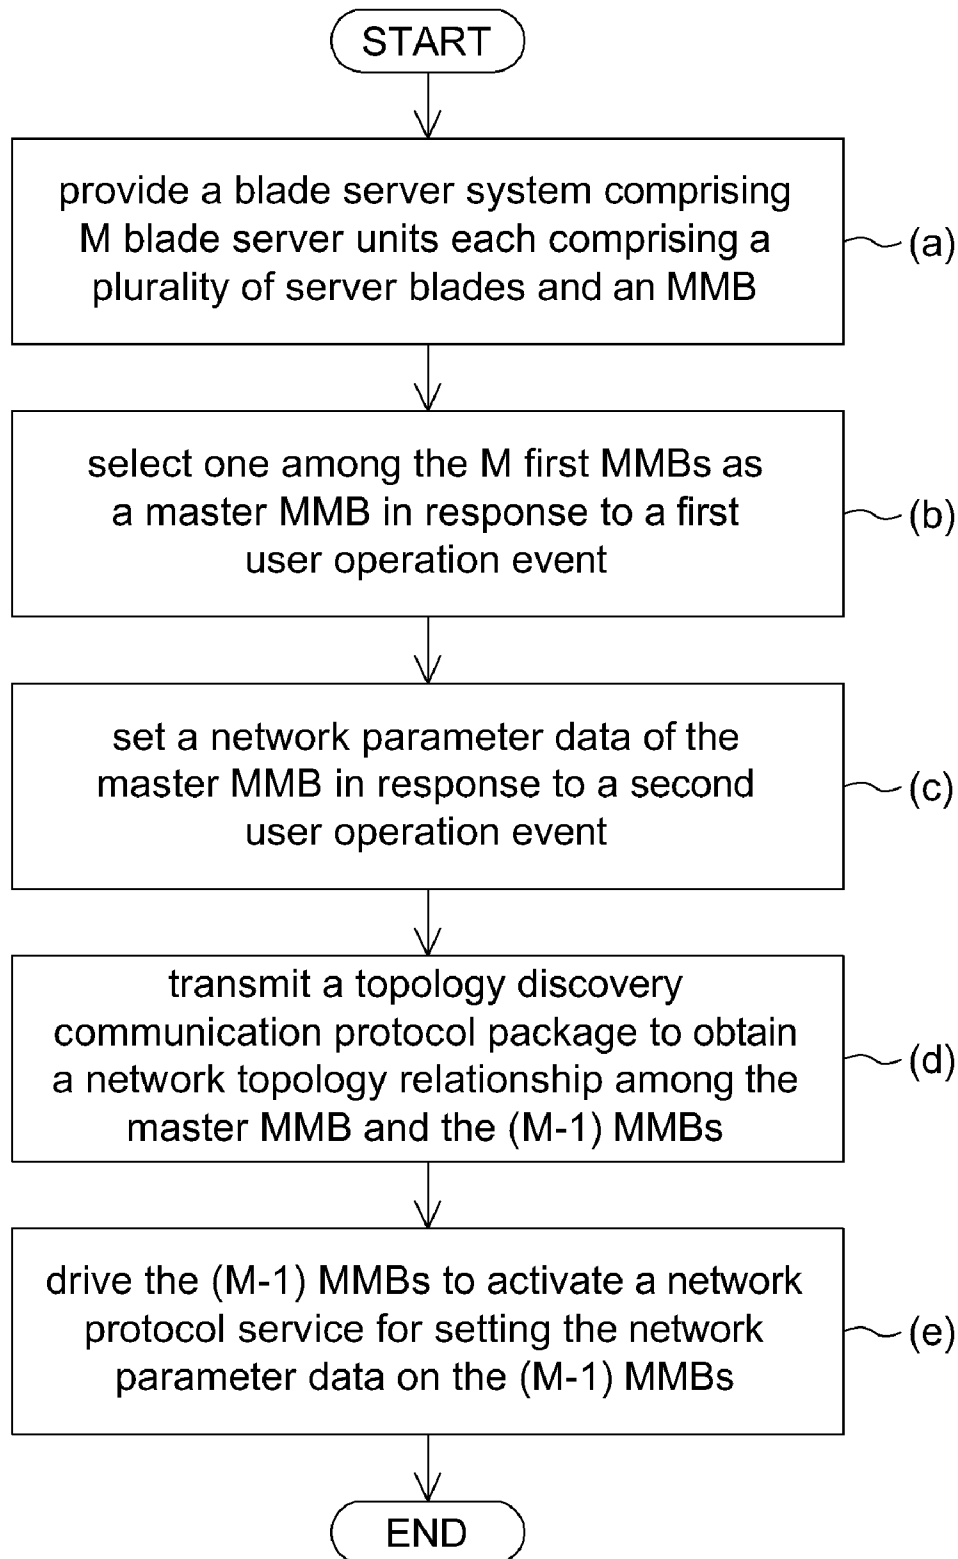 START
provide a blade server system comprising
M blade server units each comprising a
plurality of server blades and an MMB
(a)
select one among the M first MMBs as
a master MMB in response to a first
user operation event
(b)
set a network parameter data of the
master MMB in response to a second
user operation event
(c)
transmit a topology discovery
communication protocol package to obtain
a network topology relationship among the
master MMB and the (M-1) MMBs
(d)
drive the (M-1) MMBs to activate a network
protocol service for setting the network
parameter data on the (M-1) MMBs
(e)
END